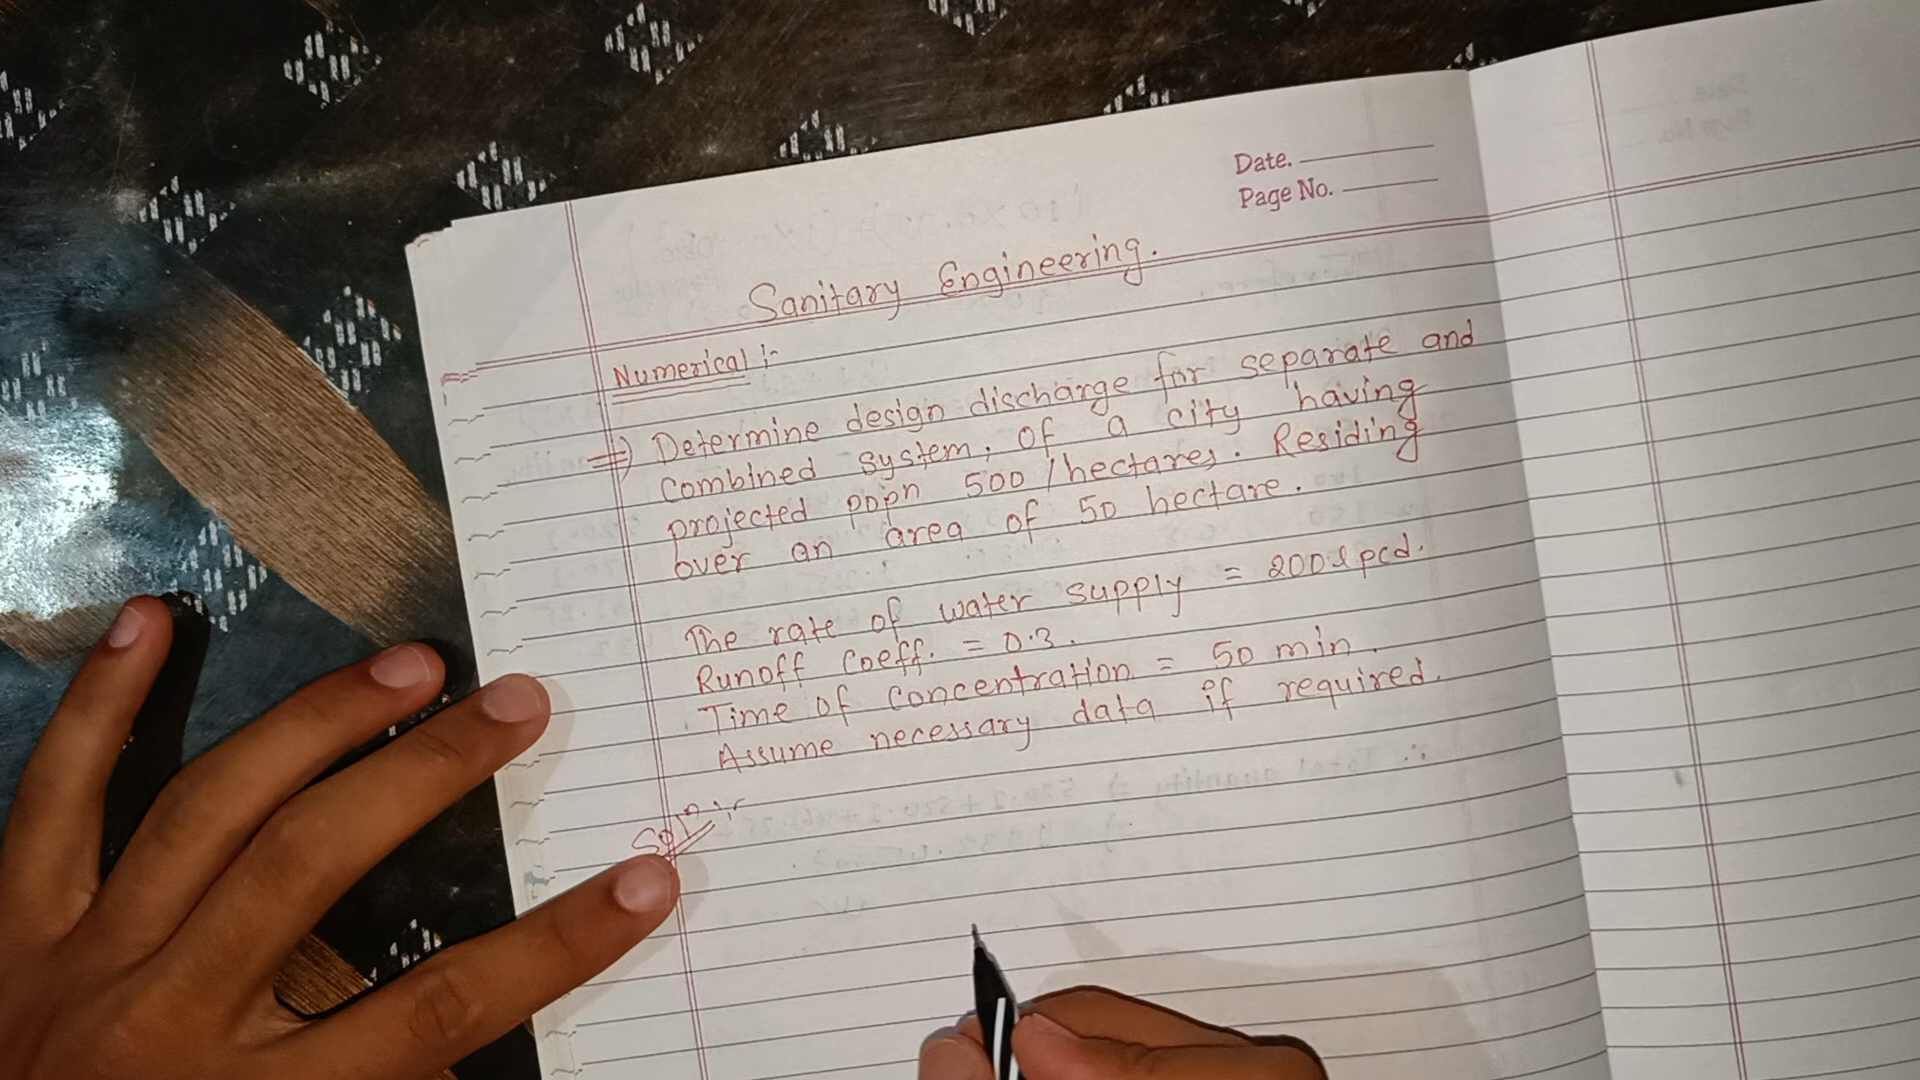 Date.
Page No.
Sanitary Engineering.
Numerical :-
⇒) Determine design discharge for separate and
combined system, of a city having
projected popn 500 /hectares. Residing
over an area of 50 hectare.
The rate of water supply = 200 lpcd.
Runoff coeff. = 0.3.
Time of concentration = 50 min.
Assume necessary data if required.
Soln :-